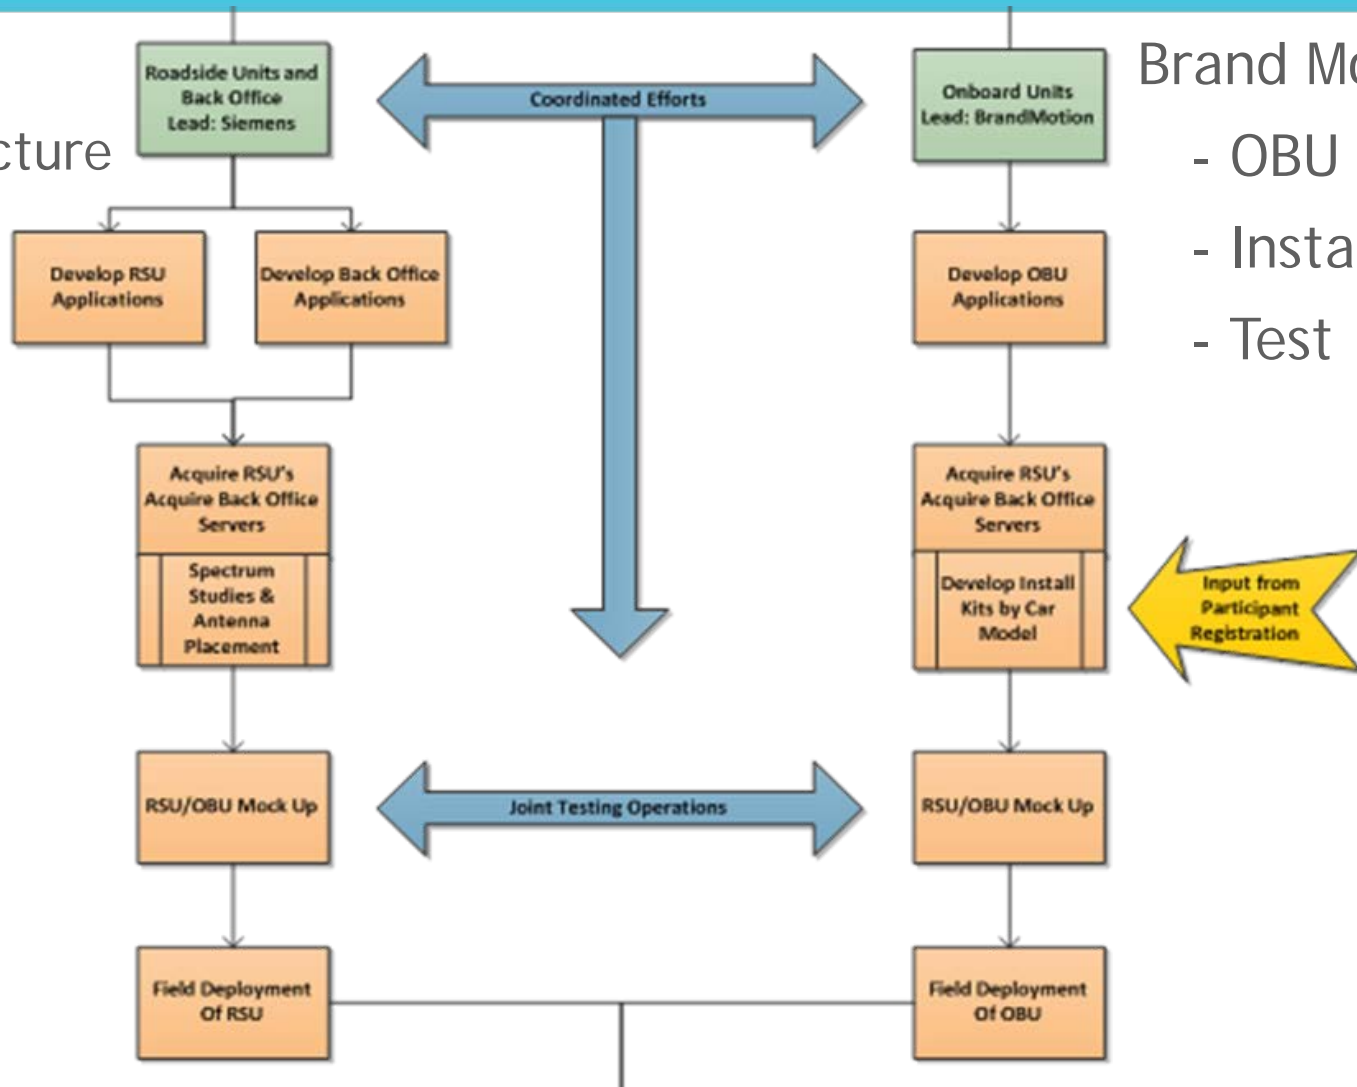 Roadside Units and
Back Office
Lead: Siemens
Coordinated Efforts
Onboard Units
Lead: BrandMotion
Brand Mo
cture
- OBU
- Insta
- Test
Develop RSU
Applications
Develop Back Office
Applications
Develop OBU
Applications
Acquire RSU's
Acquire Back Office
Servers
Spectrum
Studies &
Antenna
Placement
Acquire RSU's
Acquire Back Office
Servers
Develop Install
Kits by Car
Model
Input from
Participant
Registration
RSU/OBU Mock Up
Joint Testing Operations
RSU/OBU Mock Up
Field Deployment
Of RSU
Field Deployment
Of OBU